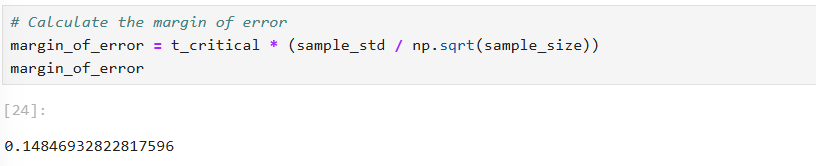 # Calculate the margin of error
margin_of_error = t_critical * (sample_std / np.sqrt(sample_size))
margin_of_error
[24]:
0.14846932822817596